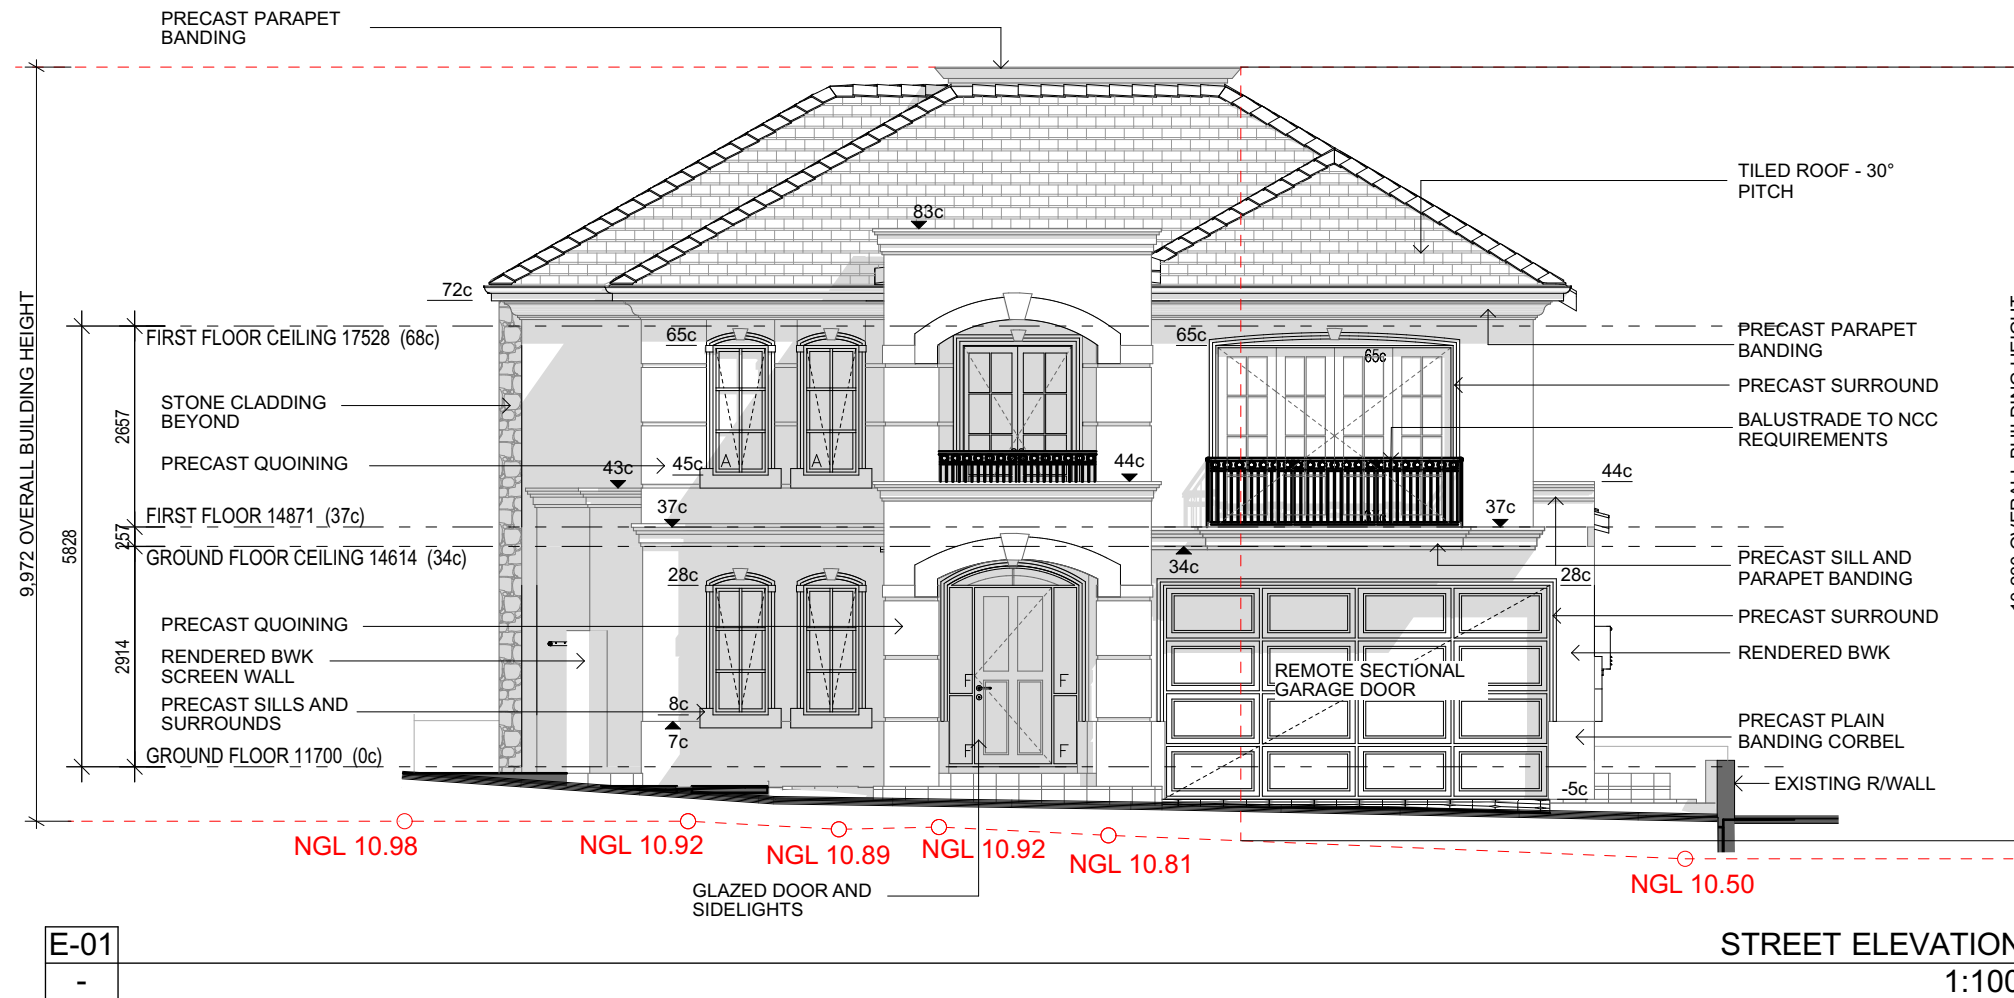 PRECAST PARAPET
BANDING
TILED ROOF - 30°
PITCH
83c
72c
9,972 OVERALL BUILDING HEIGHT
OVERALL BUILDING HEIGHT
FIRST FLOOR CEILING 17528 (68c)
65c
65c
65c
PRECAST PARAPET
BANDING
PRECAST SURROUND
STONE CLADDING
BEYOND
2657
BALUSTRADE TO NCC
REQUIREMENTS
PRECAST QUOINING
43c
45c
A
A
44c
44c
FIRST FLOOR 14871 (37c)
37c
37c
257
5828
GROUND FLOOR CEILING 14614 (34c)
34c
28c
28c
PRECAST SILL AND
PARAPET BANDING
PRECAST QUOINING
PRECAST SURROUND
2914
RENDERED BWK
SCREEN WALL
RENDERED BWK
REMOTE SECTIONAL
GARAGE DOOR
F
F
PRECAST SILLS AND
SURROUNDS
8c
7c
PRECAST PLAIN
BANDING CORBEL
F
F
GROUND FLOOR 11700 (0c)
-5c
EXISTING R/WALL
NGL 10.98
NGL 10.92
NGL 10.89
NGL 10.92
NGL 10.81
NGL 10.50
GLAZED DOOR AND
SIDELIGHTS
E-01
STREET ELEVATION
-
1:100